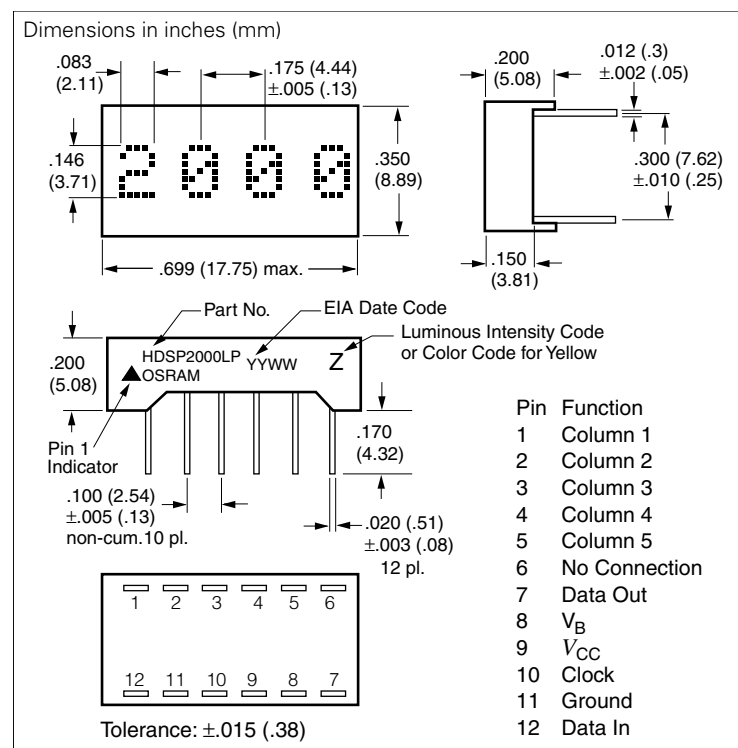 Dimensions in inches (mm)
.083
(2.11)
.175 (4.44)
±.005 (.13)
.146
(3.71)
2000
.350
(8.89)
.699 (17.75) max.
.200
(5.08)
.012 (.3)
±.002 (.05)
.300 (7.62)
±.010 (.25)
.150
(3.81)
Part No.
EIA Date Code
Luminous Intensity Code
or Color Code for Yellow
.200
(5.08)
HDSP2000LP YYWW Z
OSRAM
Pin 1
Indicator
.170
(4.32)
.100 (2.54)
±.005 (.13)
non-cum.10 pl.
.020 (.51)
±.003 (.08)
12 pl.
1 2 3 4 5 6
12 11 10 9 8 7
Tolerance: ±.015 (.38)
Pin Function
1 Column 1
2 Column 2
3 Column 3
4 Column 4
5 Column 5
6 No Connection
7 Data Out
8 VB
9 VCC
10 Clock
11 Ground
12 Data In